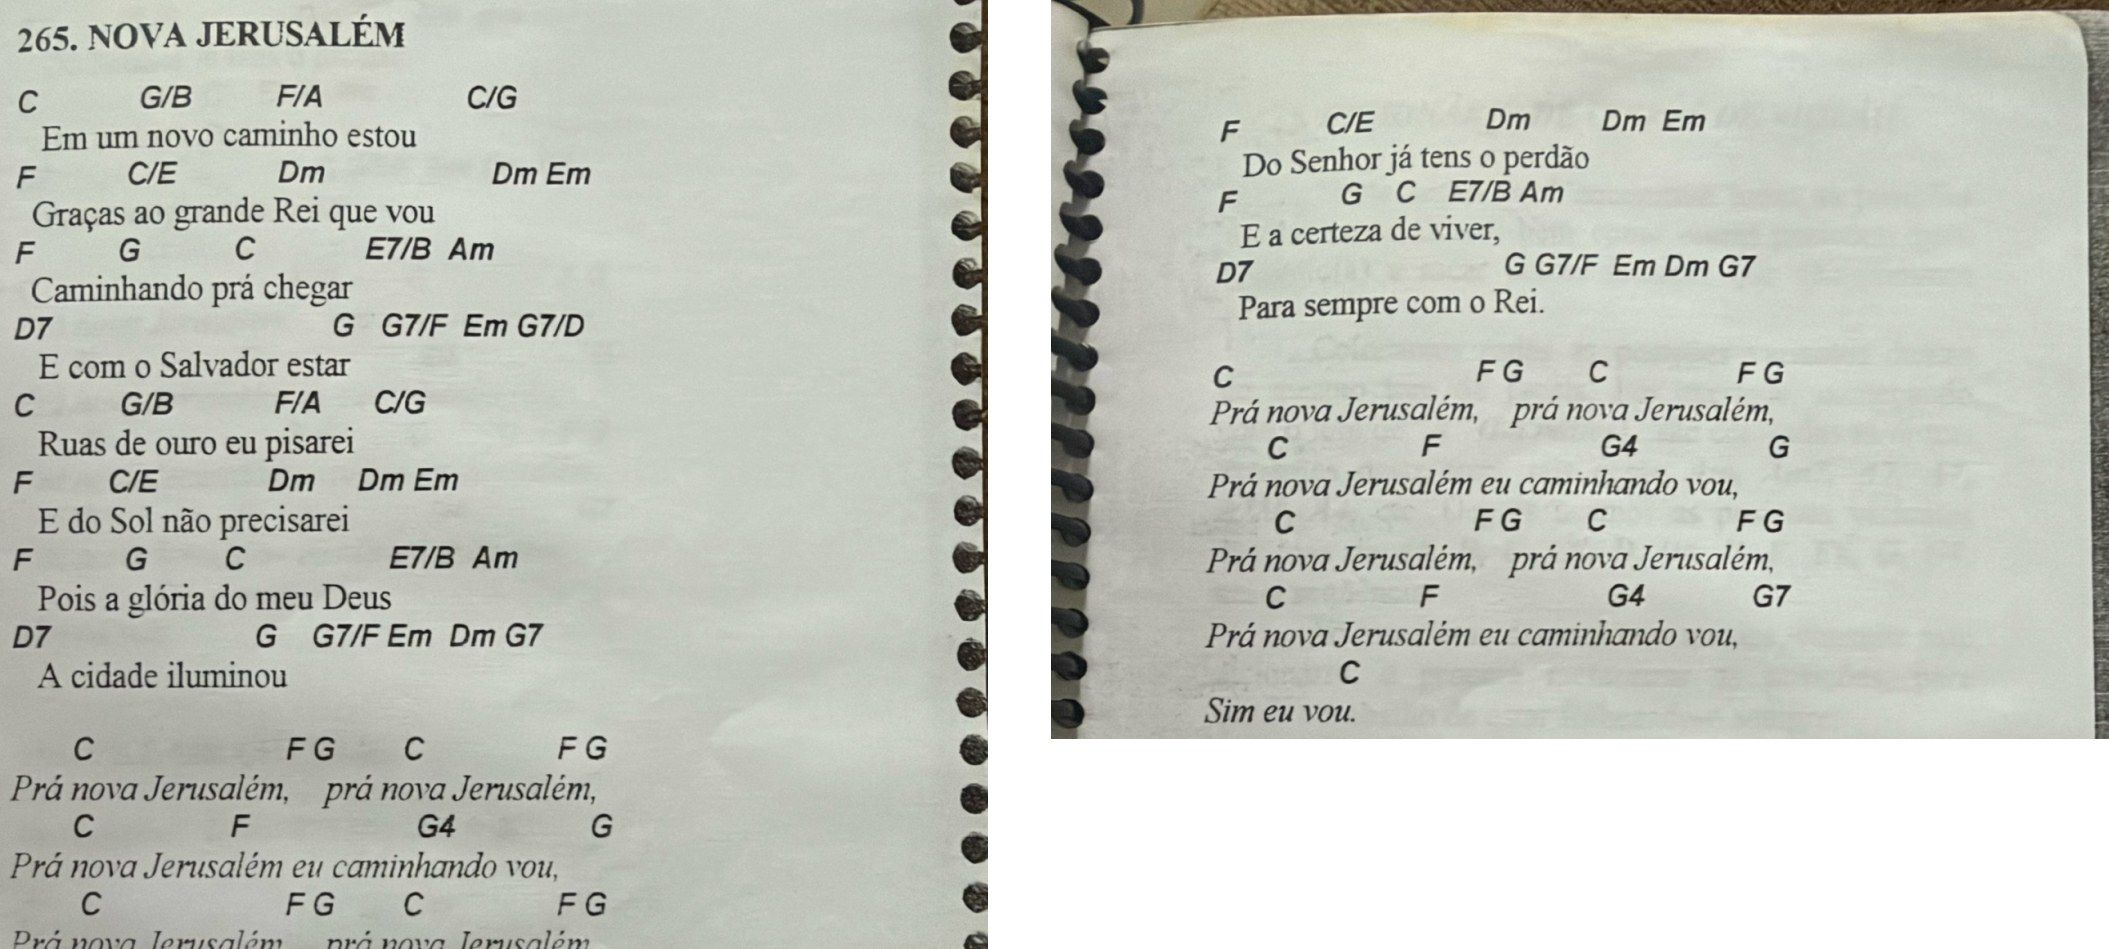 265. NOVA JERUSALÉM
C G/B F/A C/G
Em um novo caminho estou
F C/E Dm Dm Em
Graças ao grande Rei que vou
F G C E7/B Am
Caminhando prá chegar
D7 G G7/F Em G7/D
E com o Salvador estar
C G/B F/A C/G
Ruas de ouro eu pisarei
F C/E Dm Dm Em
E do Sol não precisarei
F G C E7/B Am
Pois a glória do meu Deus
D7 G G7/F Em Dm G7
A cidade iluminou
C F G C F G
Prá nova Jerusalém, prá nova Jerusalém,
C F G4 G
Prá nova Jerusalém eu caminhando vou,
C F G C F G
Prá nova Jerusalém prá nova Jerusalém
F C/E Dm Dm Em
Do Senhor já tens o perdão
F G C E7/B Am
E a certeza de viver,
D7 G G7/F Em Dm G7
Para sempre com o Rei.
C F G C F G
Prá nova Jerusalém, prá nova Jerusalém,
C F G4 G
Prá nova Jerusalém eu caminhando vou,
C F G C F G
Prá nova Jerusalém, prá nova Jerusalém,
C F G4 G7
Prá nova Jerusalém eu caminhando vou,
C
Sim eu vou.